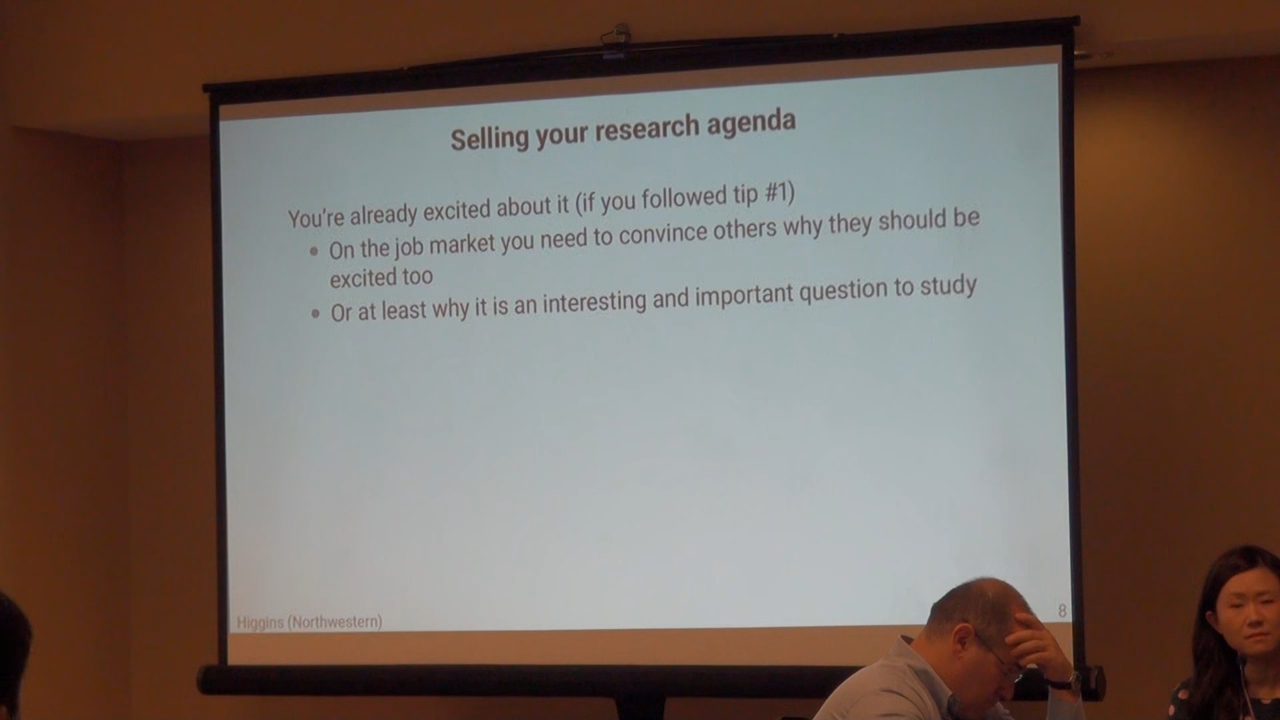 Selling your research agenda
You're already excited about it (if you followed tip #1)
• On the job market you need to convince others why they should be
excited too
• Or at least why it is an interesting and important question to study
Higgins (Northwestern)
8